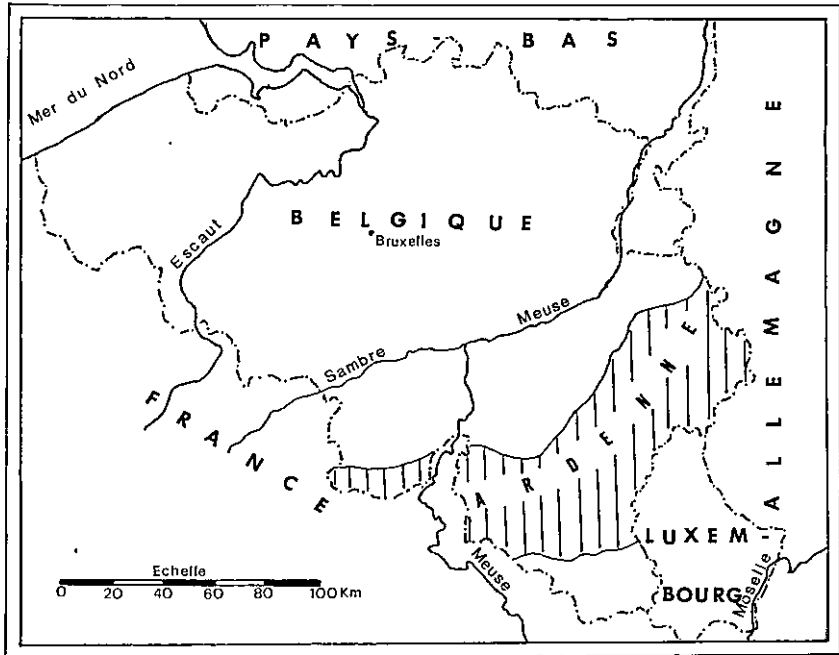 PAYS-BAS
Mer du Nord
ALLEMAGNE
BELGIQUE
Bruxelles
Escaut
Meuse
Sambre
FRANCE
ARDENNE
LUXEM-
BOURG
Meuse
Moselle
Echelle
0 20 40 60 80 100 Km